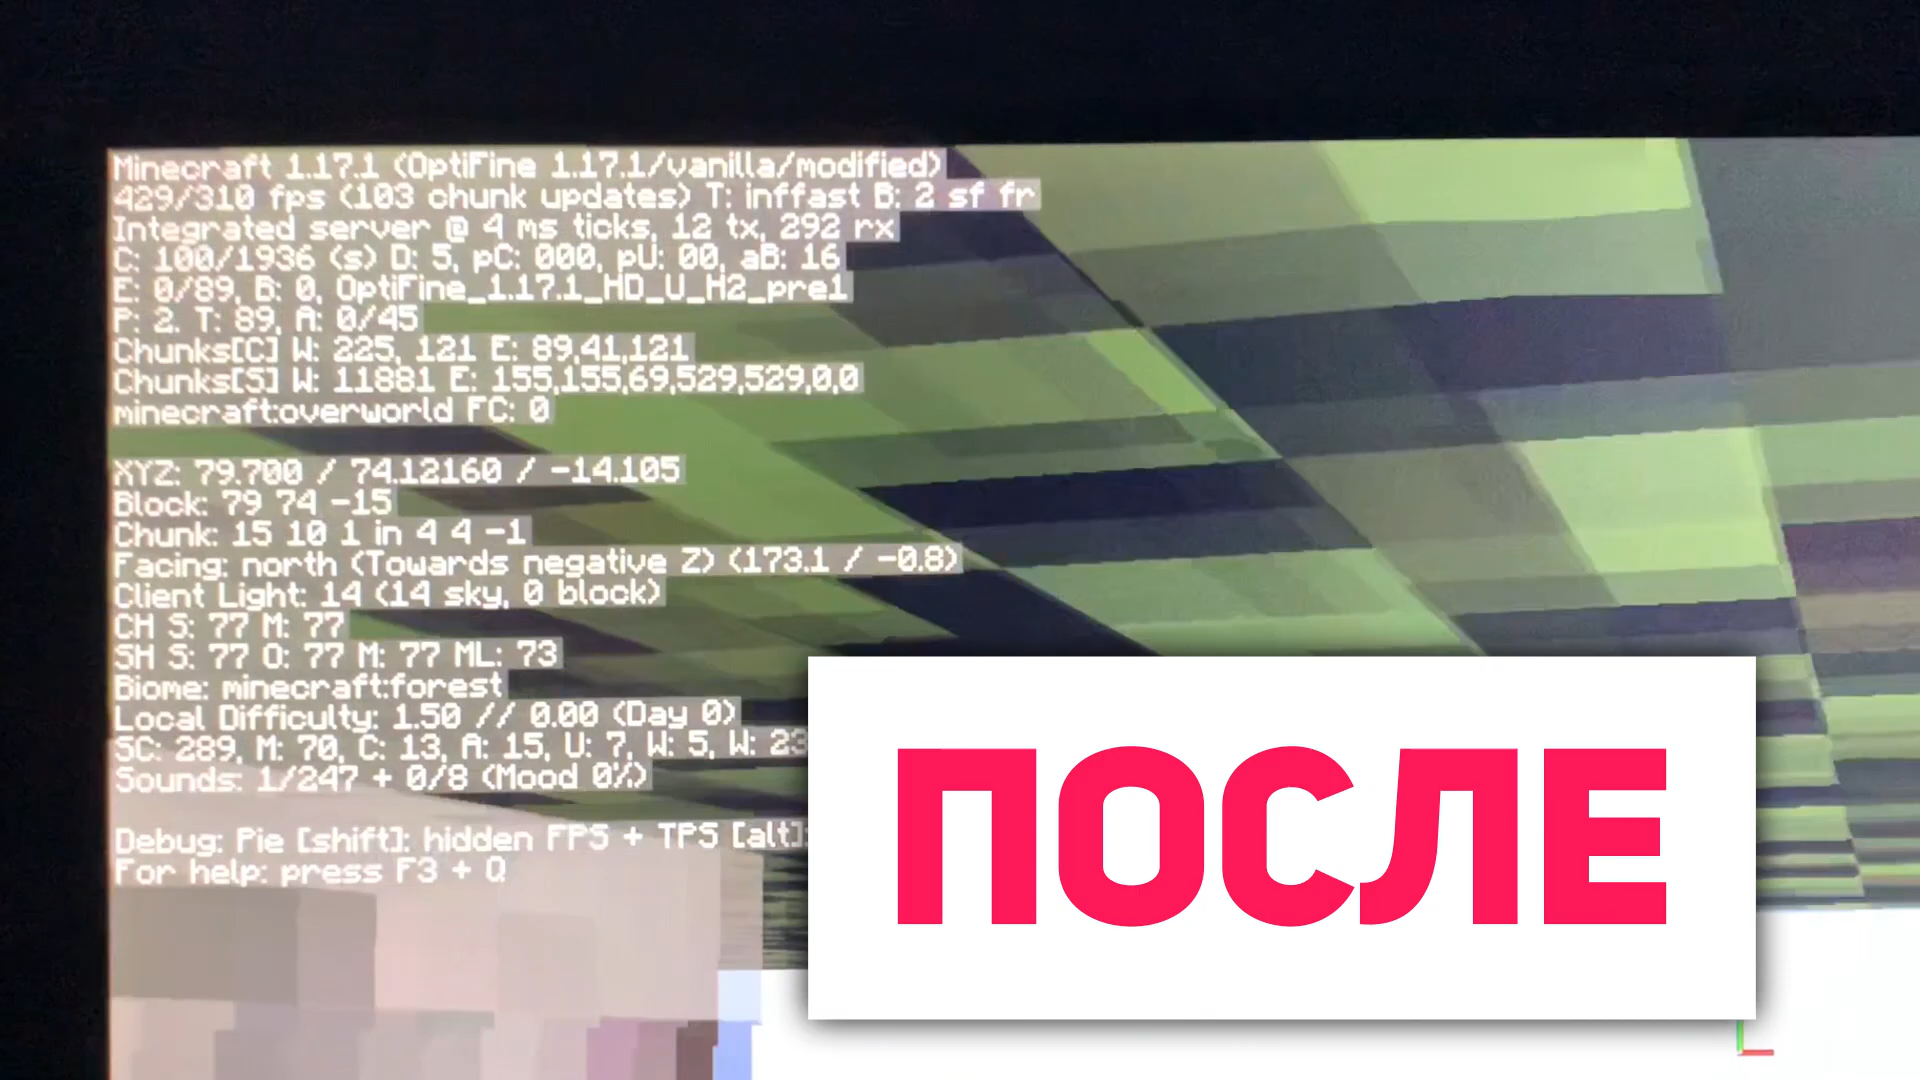 Minecraft 1.17.1 (OptiFine 1.17.1/vanilla/modified)
429/310 fps (103 chunk updates) T: inffast B: 2 sf fr
Integrated server @ 4 ms ticks, 12 tx, 292 rx
C: 100/1936 (s) D: 5, pC: 000, pU: 00, aB: 16
E: 0/89, B: 0, OptiFine_1.17.1_HD_U_H2_pre1
P: 2. T: 89, A: 0/45
Chunks[C] W: 225, 121 E: 89,41,121
Chunks[S] W: 11881 E: 155,155,69,529,529,0,0
minecraft:overworld FC: 0
XYZ: 79.700 / 74.12160 / -14.105
Block: 79 74 -15
Chunk: 15 10 1 in 4 4 -1
Facing: north (Towards negative Z) (173.1 / -0.8)
Client Light: 14 (14 sky, 0 block)
CH S: 77 M: 77
SH S: 77 O: 77 M: 77 ML: 73
Biome: minecraft:forest
Local Difficulty: 1.50 // 0.00 (Day 0)
SC: 289, M: 70, C: 13, A: 15, U: 7, W: 5, W: 23
Sounds: 1/247 + 0/8 (Mood 0%)
Debug: Pie [shift]: hidden FPS + TPS [alt]:
For help: press F3 + Q
ПОСЛЕ